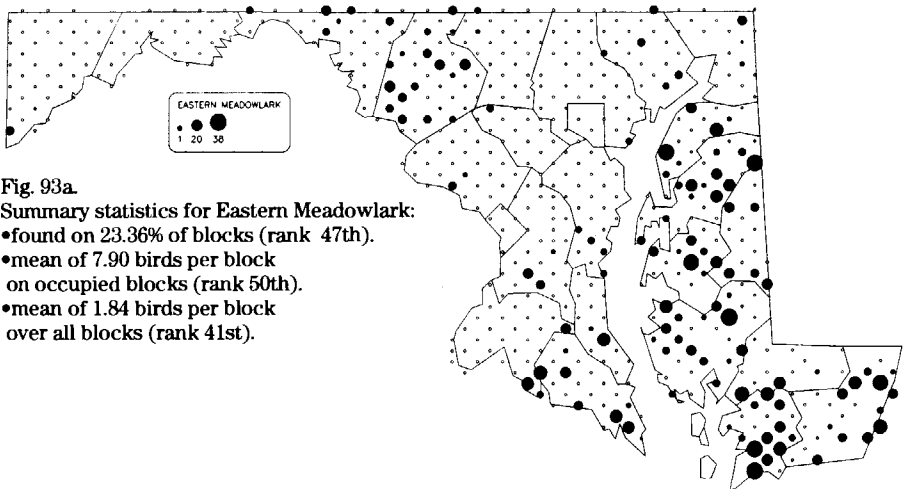 EASTERN MEADOWLARK
1 20 38
Fig. 93a.
Summary statistics for Eastern Meadowlark:
•found on 23.36% of blocks (rank 47th).
•mean of 7.90 birds per block
on occupied blocks (rank 50th).
•mean of 1.84 birds per block
over all blocks (rank 41st).